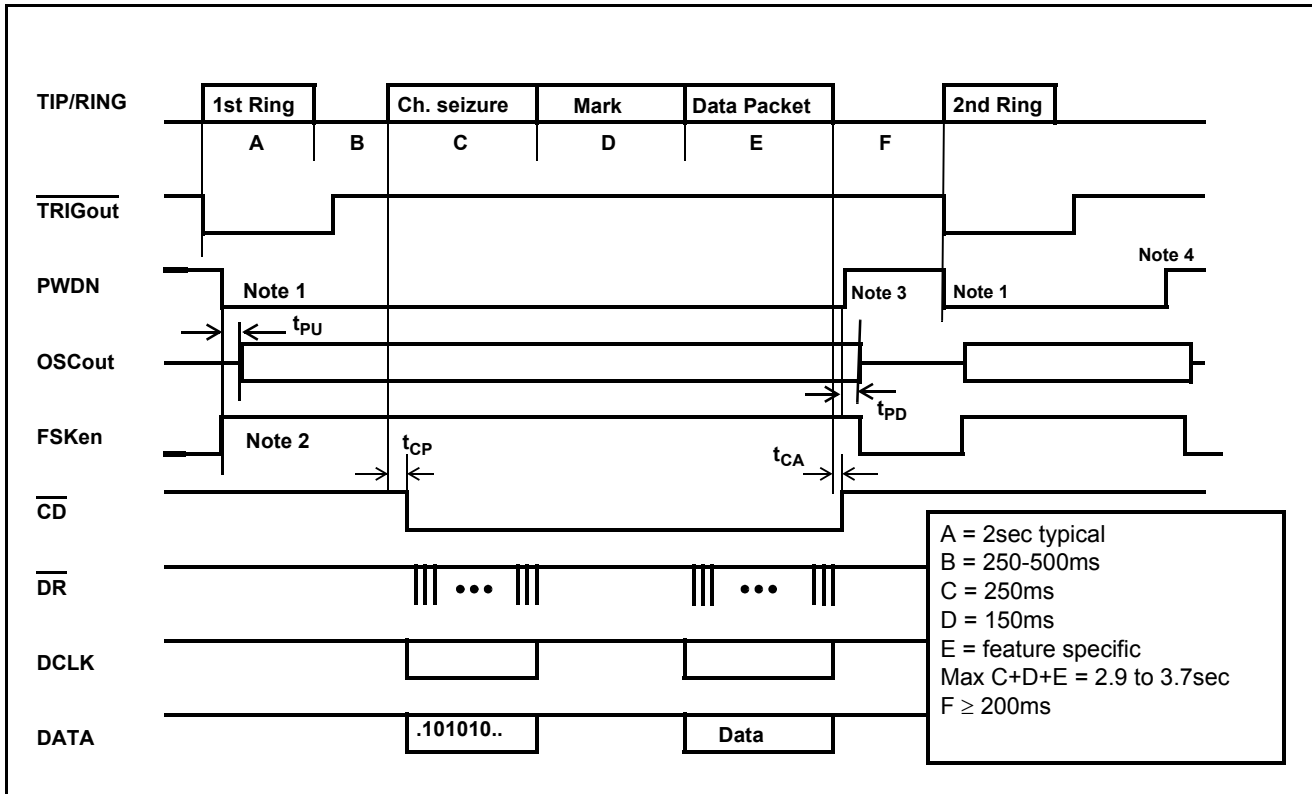 TIP/RING
1st Ring
Ch. seizure
Mark
Data Packet
2nd Ring
A
B
C
D
E
F
TRIGout
PWDN
Note 1
Note 3
Note 1
Note 4
tPU
OSCout
tPD
FSKen
Note 2
tCP
tCA
CD
DR
•••
•••
DCLK
DATA
.101010..
Data
A = 2sec typical
B = 250-500ms
C = 250ms
D = 150ms
E = feature specific
Max C+D+E = 2.9 to 3.7sec
F ≥ 200ms